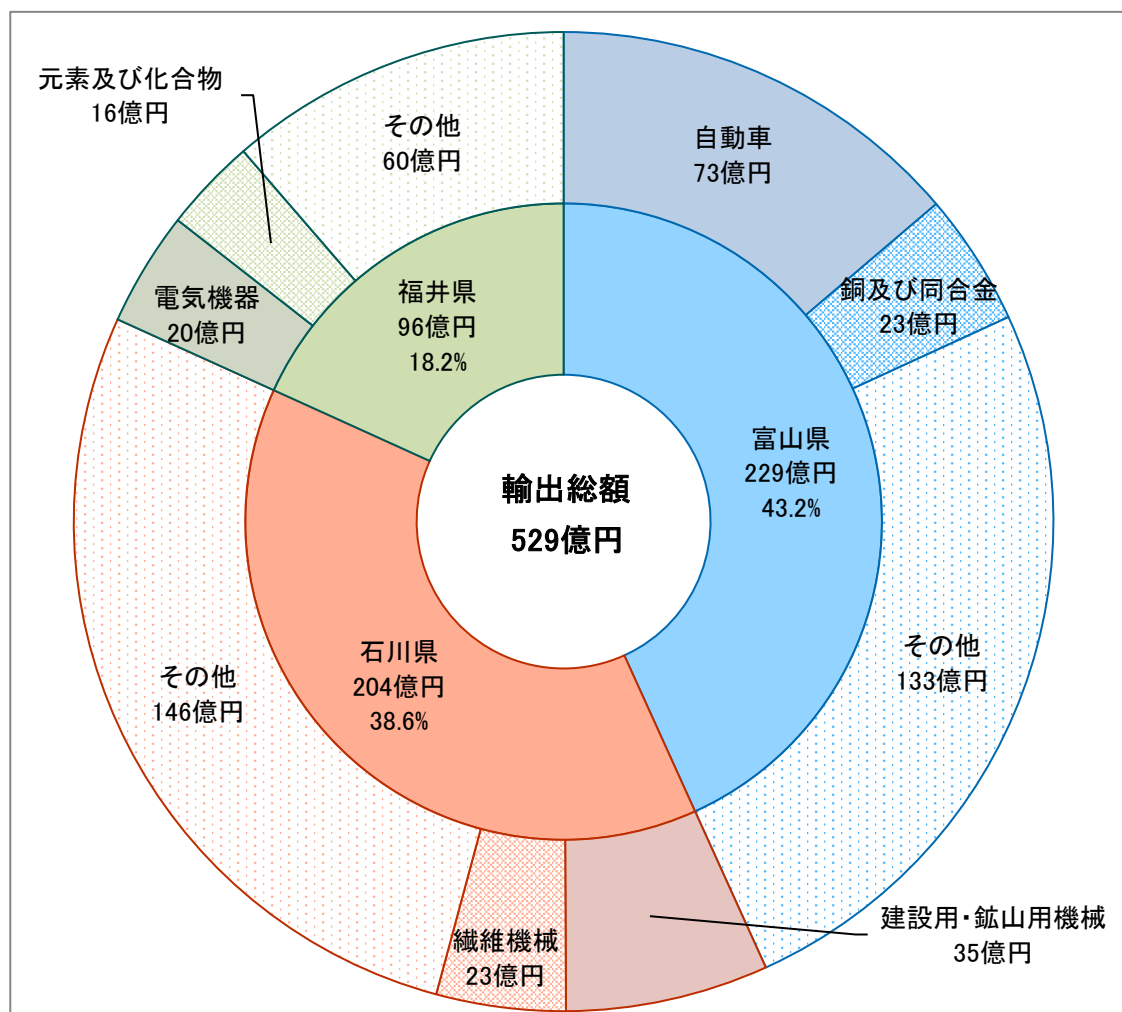 輸出総額
529億円
富山県
229億円
43.2%
自動車
73億円
銅及び同合金
23億円
その他
133億円
石川県
204億円
38.6%
建設用・鉱山用機械
35億円
繊維機械
23億円
その他
146億円
福井県
96億円
18.2%
電気機器
20億円
元素及び化合物
16億円
その他
60億円